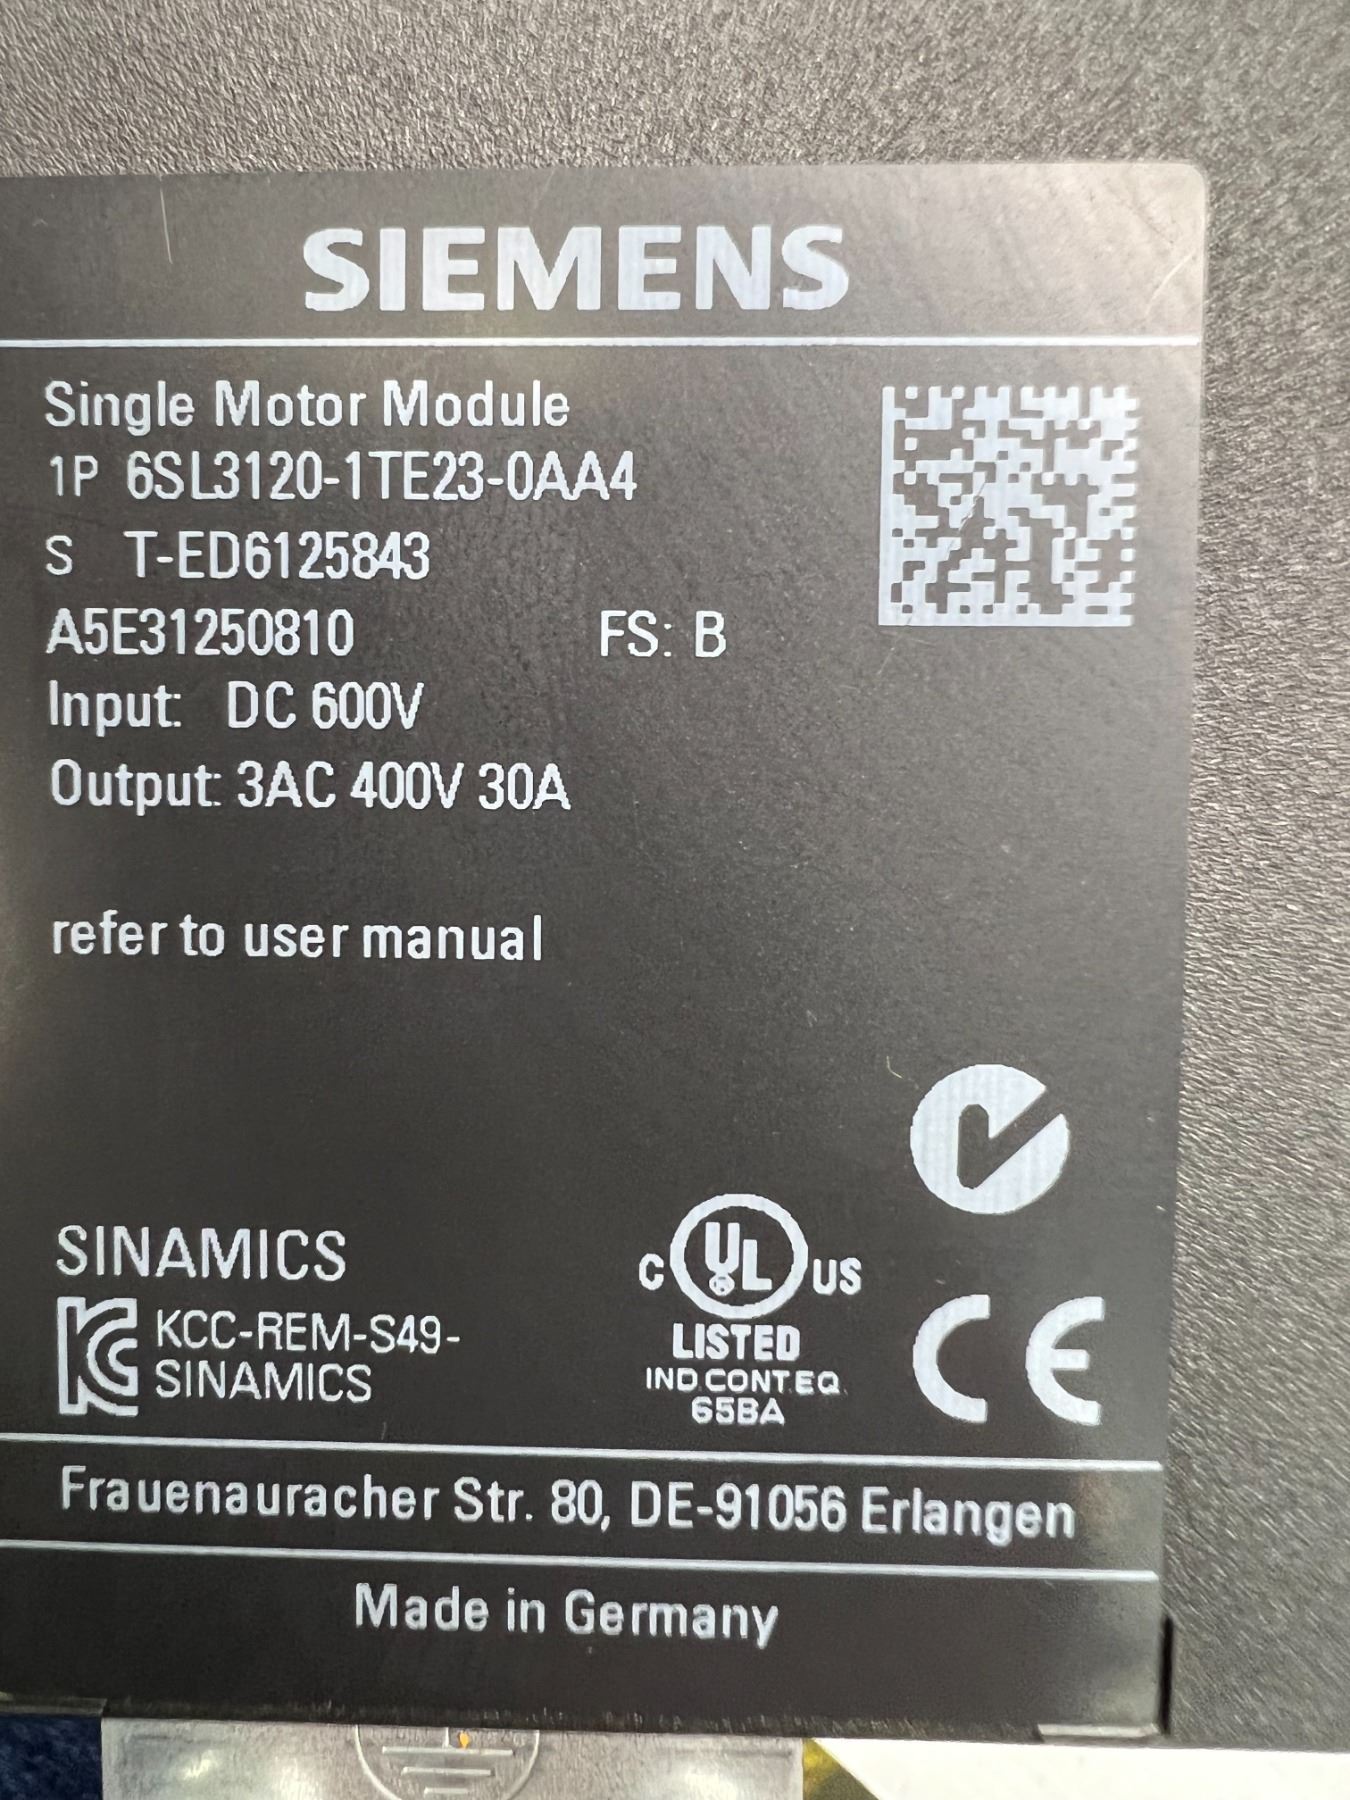 SIEMENS
Single Motor Module
1P 6SL3120-1TE23-0AA4
S T-ED6125843
A5E31250810 FS: B
Input: DC 600V
Output: 3AC 400V 30A
refer to user manual
SINAMICS
KCC-REM-S49-
SINAMICS
C UL US
®
LISTED
IND.CONT.EQ.
65BA
CE
Frauenauracher Str. 80, DE-91056 Erlangen
Made in Germany